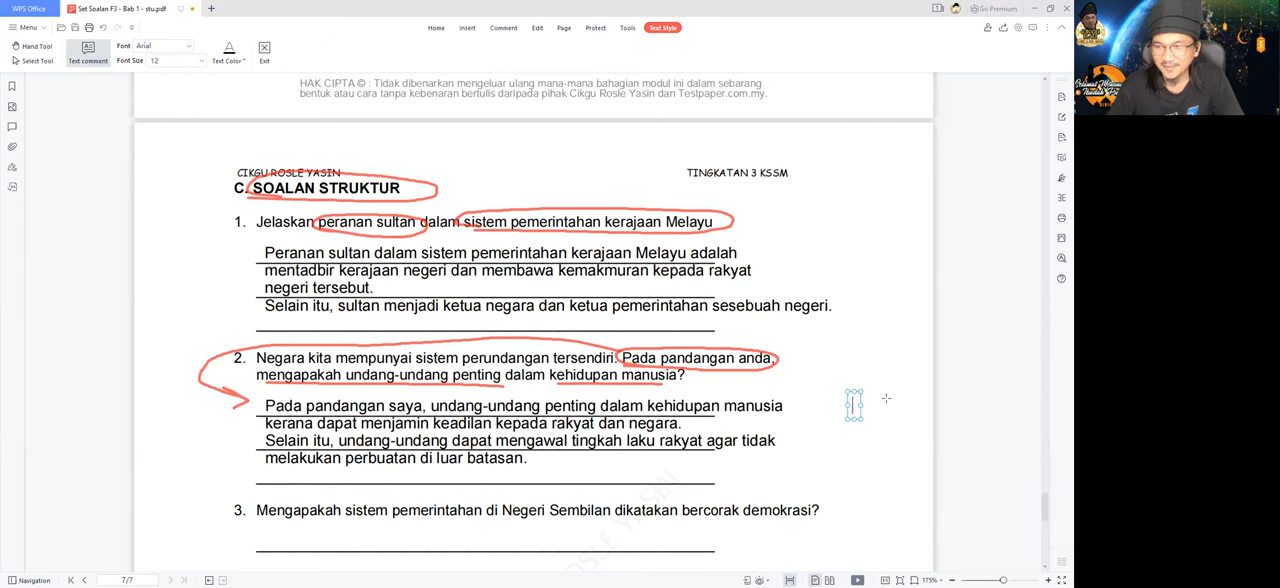 WPS Office
Set Soalan F3 - Bab 1 - stu.pdf
Go Premium
Menu
Home Insert Comment Edit Page Protect Tools Text Style
Hand Tool
Select Tool
Text comment
Font Arial
Font Size 12
Text Color
Exit
HAK CIPTA © : Tidak dibenarkan mengeluar ulang mana-mana bahagian modul ini dalam sebarang
bentuk atau cara tanpa kebenaran bertulis daripada pihak Cikgu Rosle Yasin dan Testpaper.com.my.
CIKGU ROSLE YASIN TINGKATAN 3 KSSM
C. SOALAN STRUKTUR
1. Jelaskan peranan sultan dalam sistem pemerintahan kerajaan Melayu
Peranan sultan dalam sistem pemerintahan kerajaan Melayu adalah
mentadbir kerajaan negeri dan membawa kemakmuran kepada rakyat
negeri tersebut.
Selain itu, sultan menjadi ketua negara dan ketua pemerintahan sesebuah negeri.
2. Negara kita mempunyai sistem perundangan tersendiri. Pada pandangan anda,
mengapakah undang-undang penting dalam kehidupan manusia?
Pada pandangan saya, undang-undang penting dalam kehidupan manusia
kerana dapat menjamin keadilan kepada rakyat dan negara.
Selain itu, undang-undang dapat mengawal tingkah laku rakyat agar tidak
melakukan perbuatan di luar batasan.
3. Mengapakah sistem pemerintahan di Negeri Sembilan dikatakan bercorak demokrasi?
ROSLE YASIN
Navigation
7/7
175%